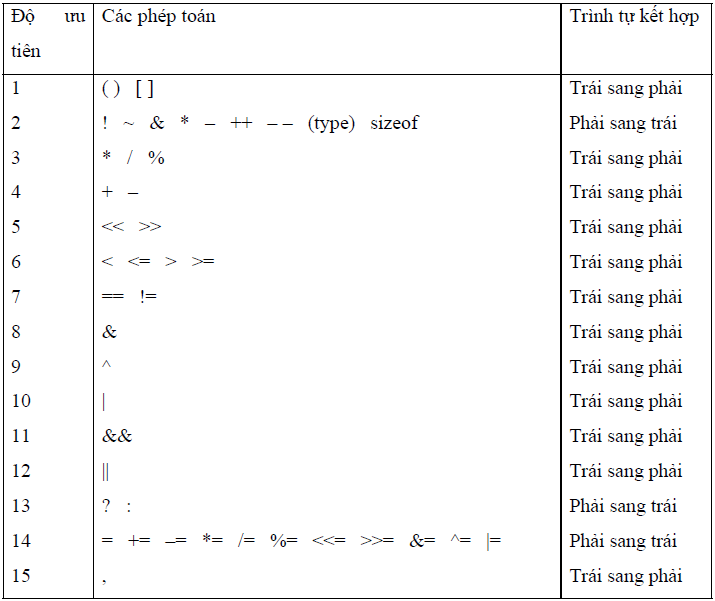 Độ ưu tiên Các phép toán Trình tự kết hợp
1 ( ) [ ] Trái sang phải
2 ! ~ & * – ++ – – (type) sizeof Phải sang trái
3 * / % Trái sang phải
4 + – Trái sang phải
5 << >> Trái sang phải
6 < <= > >= Trái sang phải
7 == != Trái sang phải
8 & Trái sang phải
9 ^ Trái sang phải
10 | Trái sang phải
11 && Trái sang phải
12 || Trái sang phải
13 ? : Phải sang trái
14 = += –= *= /= %= <<= >>= &= ^= |= Phải sang trái
15 , Trái sang phải